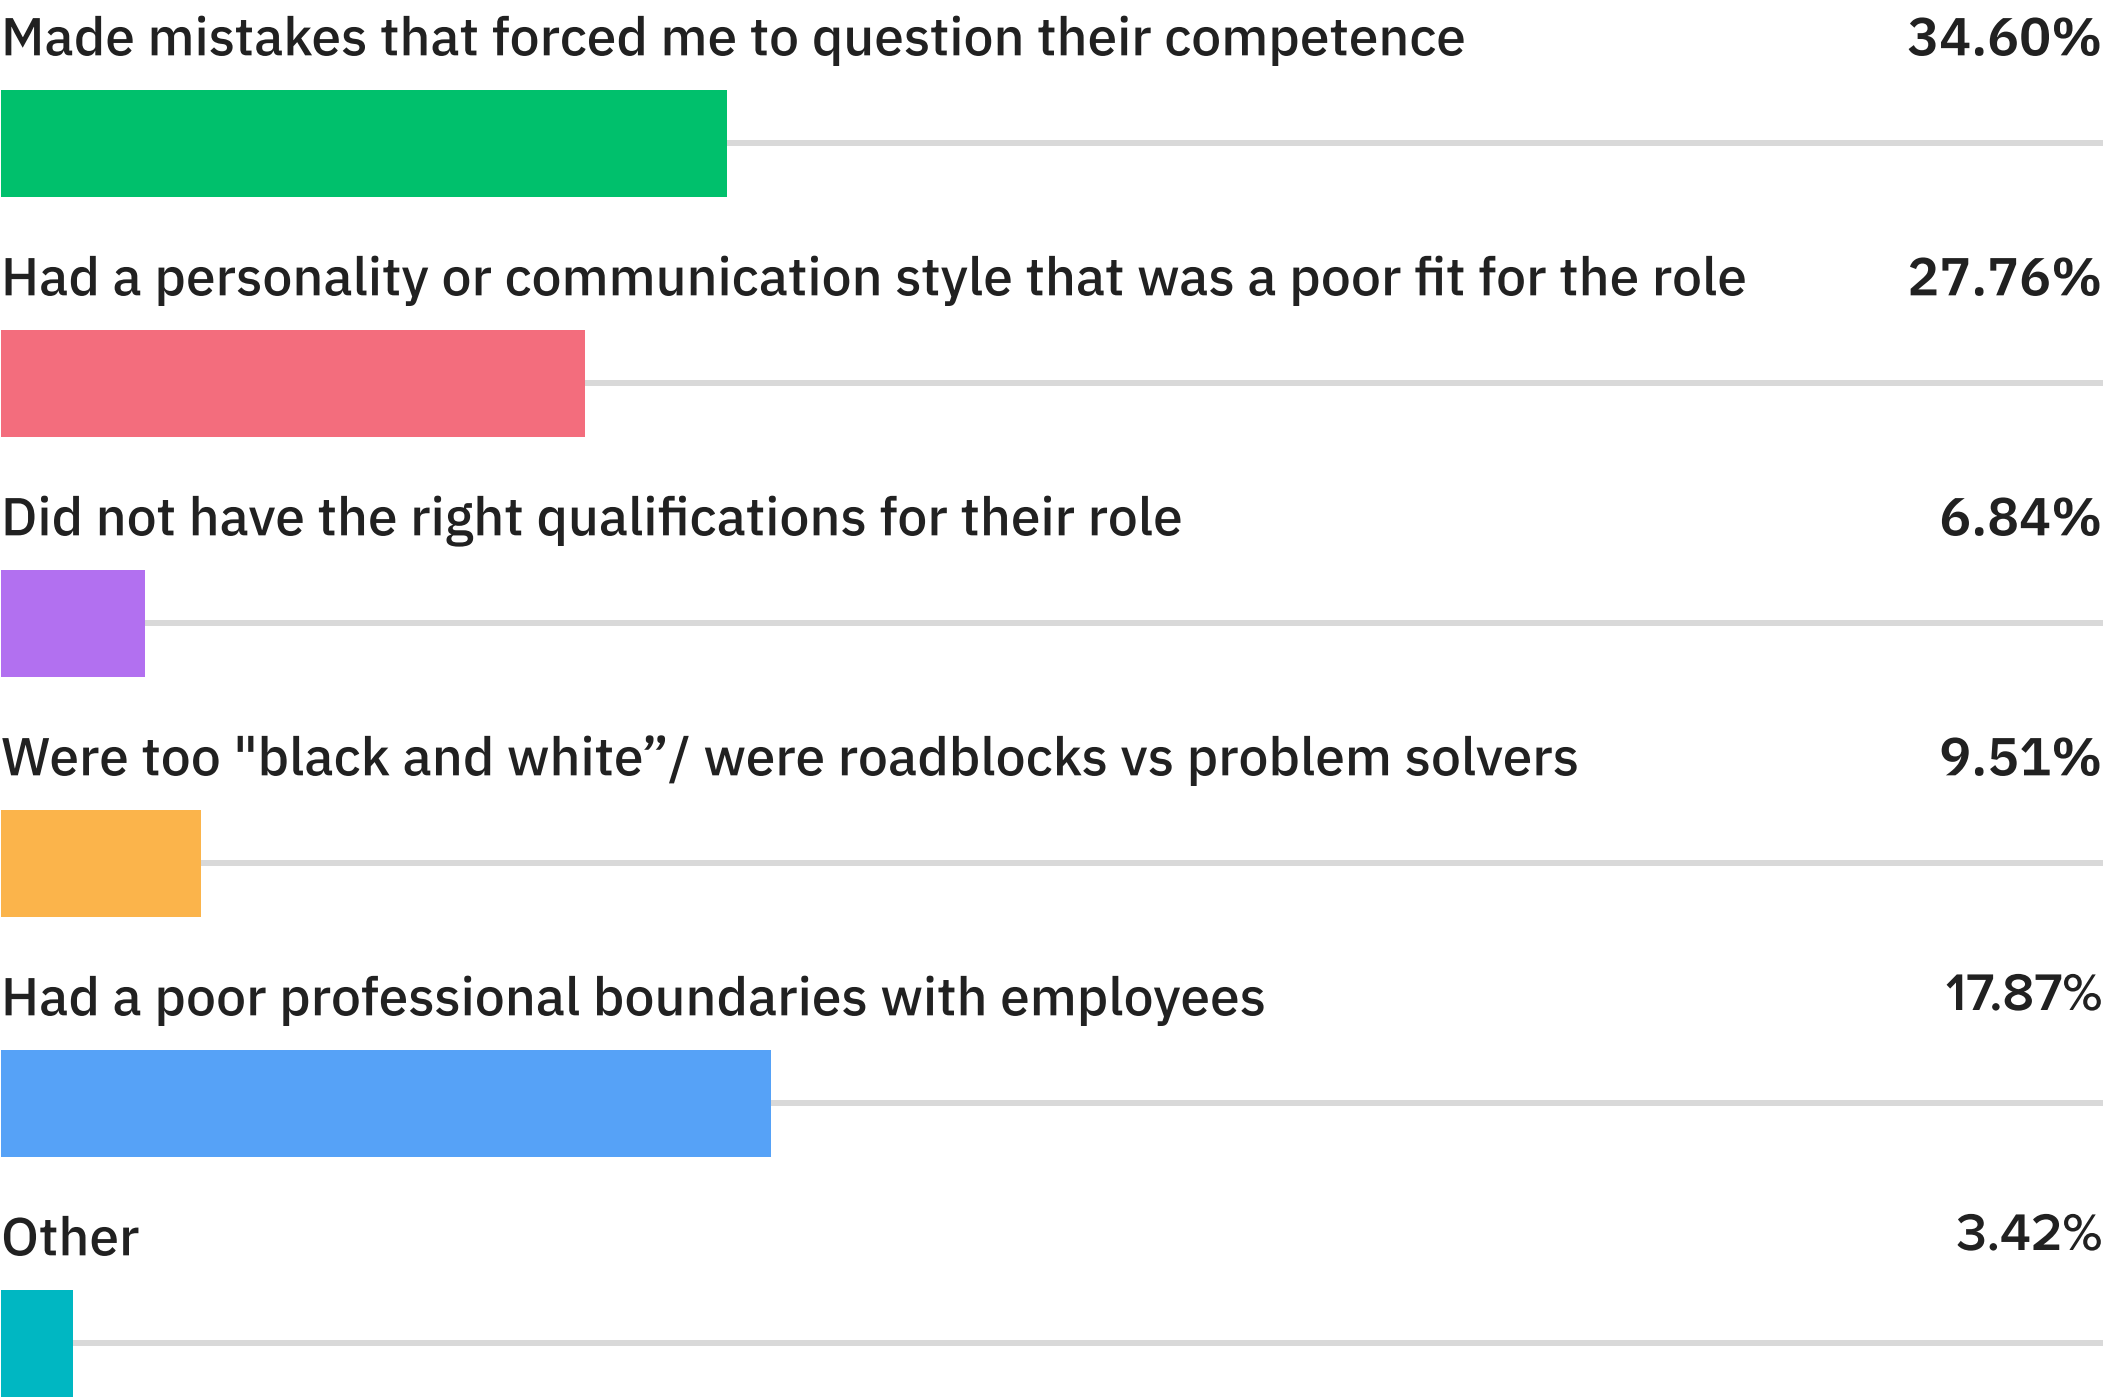 Made mistakes that forced me to question their competence 34.60%
Had a personality or communication style that was a poor fit for the role 27.76%
Did not have the right qualifications for their role 6.84%
Were too "black and white”/ were roadblocks vs problem solvers 9.51%
Had a poor professional boundaries with employees 17.87%
Other 3.42%